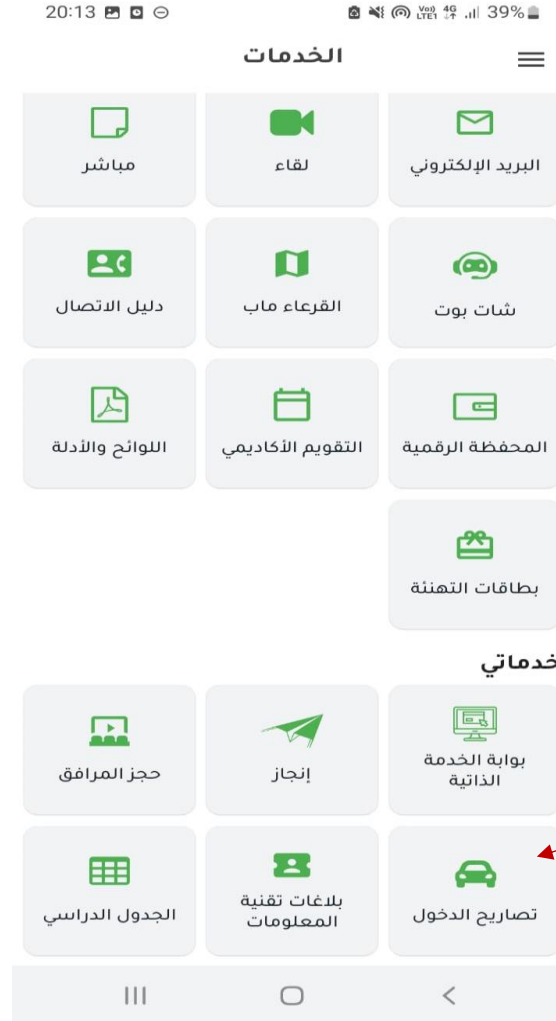 20:13
39%
الخدمات
البريد الإلكتروني
لقاء
مباشر
شات بوت
القرعاء ماب
دليل الاتصال
المحفظة الرقمية
التقويم الأكاديمي
اللوائح والأدلة
بطاقات التهنئة
خدماتي
بوابة الخدمة
الذاتية
إنجاز
حجز المرافق
تصاريح الدخول
بلاغات تقنية
المعلومات
الجدول الدراسي